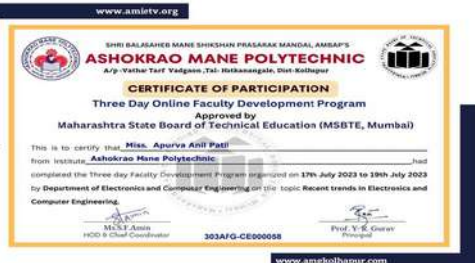 www.amietv.org
SHRI BALASAHEB MANE SHIKSHAN PRASARAK MANDAL, AMBAP'S
ASHOKRAO MANE POLYTECHNIC
A/p -Vathar Tarf Vadgaon ,Tal- Hatkanangale, Dist-Kolhapur
CERTIFICATE OF PARTICIPATION
Three Day Online Faculty Development Program
Approved by
Maharashtra State Board of Technical Education (MSBTE, Mumbai)
This is to certify that Miss. Apurva Anil Patil
from institute Ashokrao Mane Polytechnic had
completed the Three day Faculty Development Program organized on 17th July 2023 to 19th July 2023
by Department of Electronics and Computer Engineering on the topic Recent trends in Electronics and
Computer Engineering.
Ms.S.F.Amin
HOD & Chief Coordinator
303AFG-CE000058
Prof. Y. R. Gurav
Principal
www.amekolhapur.com